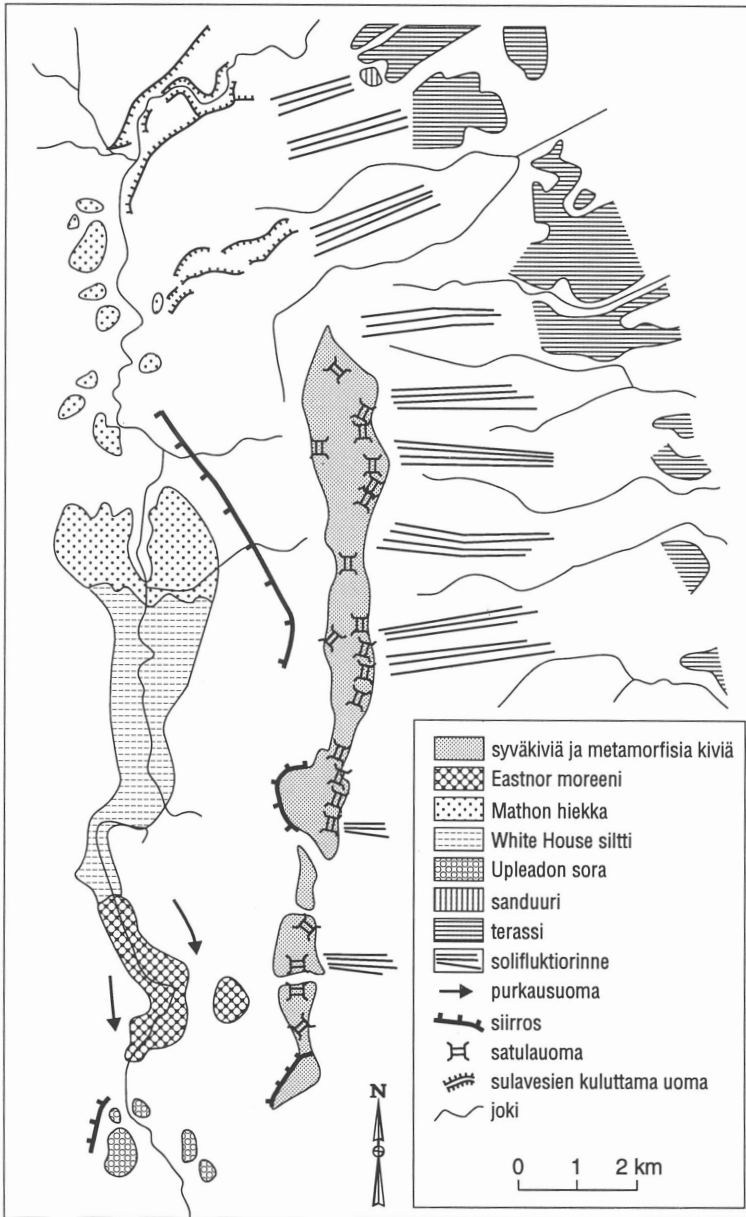 syväkiviä ja metamorfisia kiviä
Eastnor moreeni
Mathon hiekka
White House siltti
Upleadon sora
sanduuri
terassi
solifluktiorinne
purkausuoma
siirros
satulauoma
sulavesien kuluttama uoma
joki
N
0 1 2 km